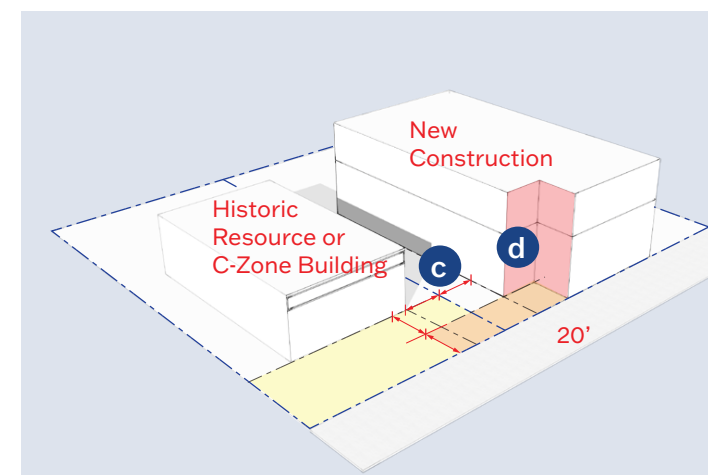 New
Construction
Historic
Resource or
C-Zone Building
c
d
20'